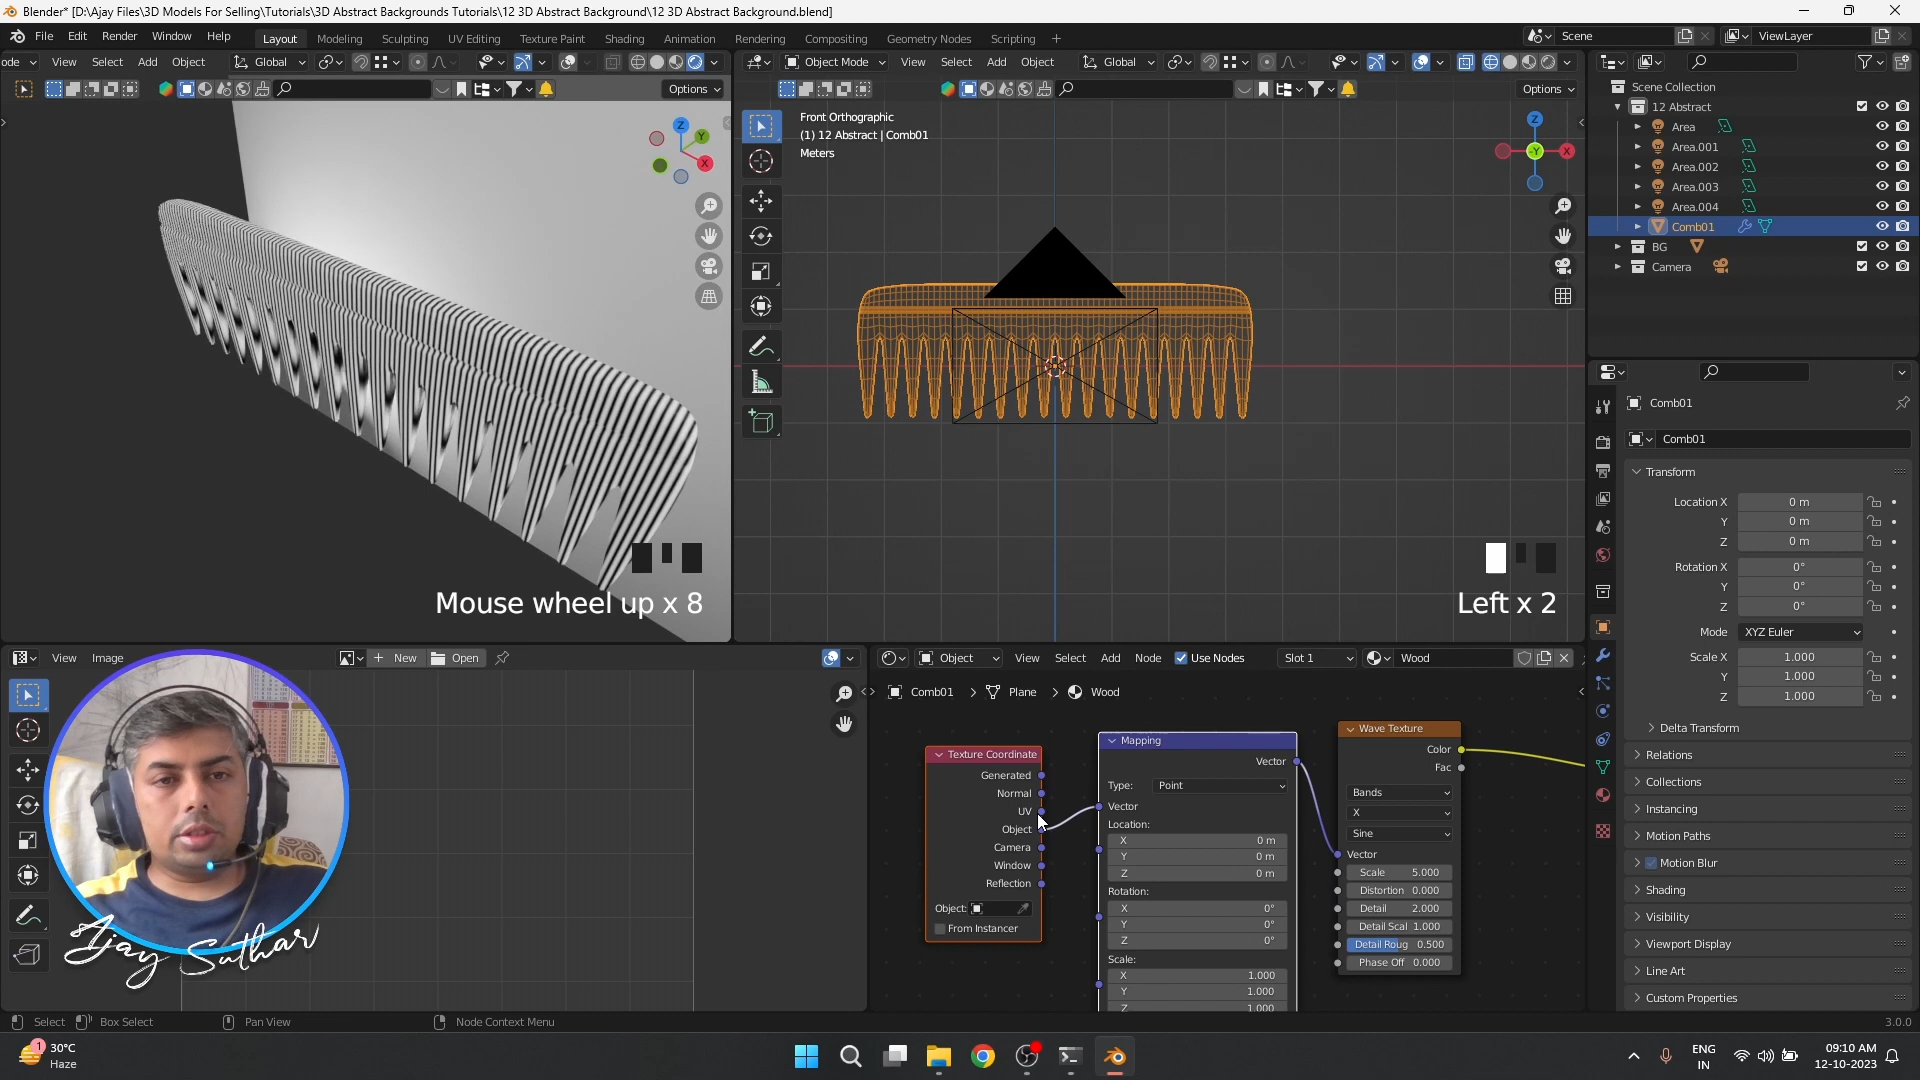 Blender* [D:\Ajay Files\3D Models For Selling\Tutorials\3D Abstract Backgrounds Tutorials\12 3D Abstract Background\12 3D Abstract Background.blend]
File Edit Render Window Help Layout Modeling Sculpting UV Editing Texture Paint Shading Animation Rendering Compositing Geometry Nodes Scripting + Scene ViewLayer
ode View Select Add Object Global Object Mode View Select Add Object Global
Options Options
Front Orthographic
(1) 12 Abstract | Comb01
Meters
Z
Y
X
Z
-Y
X
Mouse wheel up x 8
Left x 2
Scene Collection
12 Abstract
Area
Area.001
Area.002
Area.003
Area.004
Comb01
BG
Camera
Comb01
Comb01
Transform
Location X 0 m
Y 0 m
Z 0 m
Rotation X 0°
Y 0°
Z 0°
Mode XYZ Euler
Scale X 1.000
Y 1.000
Z 1.000
Delta Transform
Relations
Collections
Instancing
Motion Paths
Motion Blur
Shading
Visibility
Viewport Display
Line Art
Custom Properties
View Image New Open
Ajay Suthar
Object View Select Add Node Use Nodes Slot 1 Wood
Comb01 > Plane > Wood
Texture Coordinate
Generated
Normal
UV
Object
Camera
Window
Reflection
Object:
From Instancer
Mapping
Vector
Type: Point
Vector
Location:
X 0 m
Y 0 m
Z 0 m
Rotation:
X 0°
Y 0°
Z 0°
Scale:
X 1.000
Y 1.000
Z 1.000
Wave Texture
Color
Fac
Bands
X
Sine
Vector
Scale 5.000
Distortion 0.000
Detail 2.000
Detail Scal 1.000
Detail Roug 0.500
Phase Off 0.000
Select Box Select Pan View Node Context Menu 3.0.0
1
30°C
Haze
ENG
IN
09:10 AM
12-10-2023